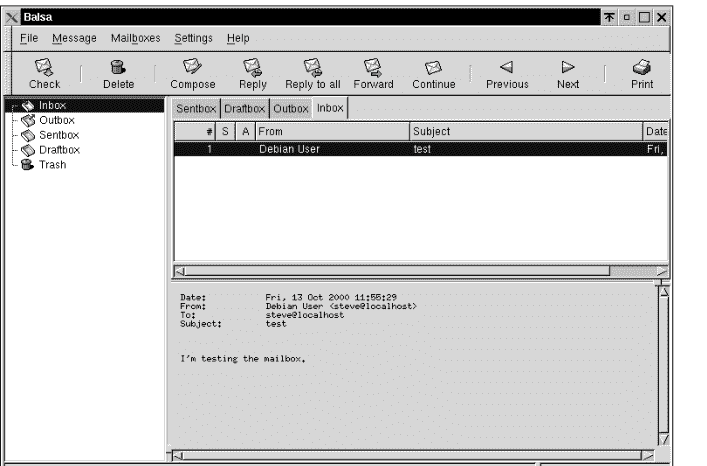 Balsa
File Message Mailboxes Settings Help
Check Delete Compose Reply Reply to all Forward Continue Previous Next Print
Inbox
Outbox
Sentbox
Draftbox
Trash
Sentbox Draftbox Outbox Inbox
# S A From Subject Date
1 Debian User test Fri,
Date: Fri, 13 Oct 2000 11:55:29
From: Debian User <steve@localhost>
To: steve@localhost
Subject: test
I'm testing the mailbox.